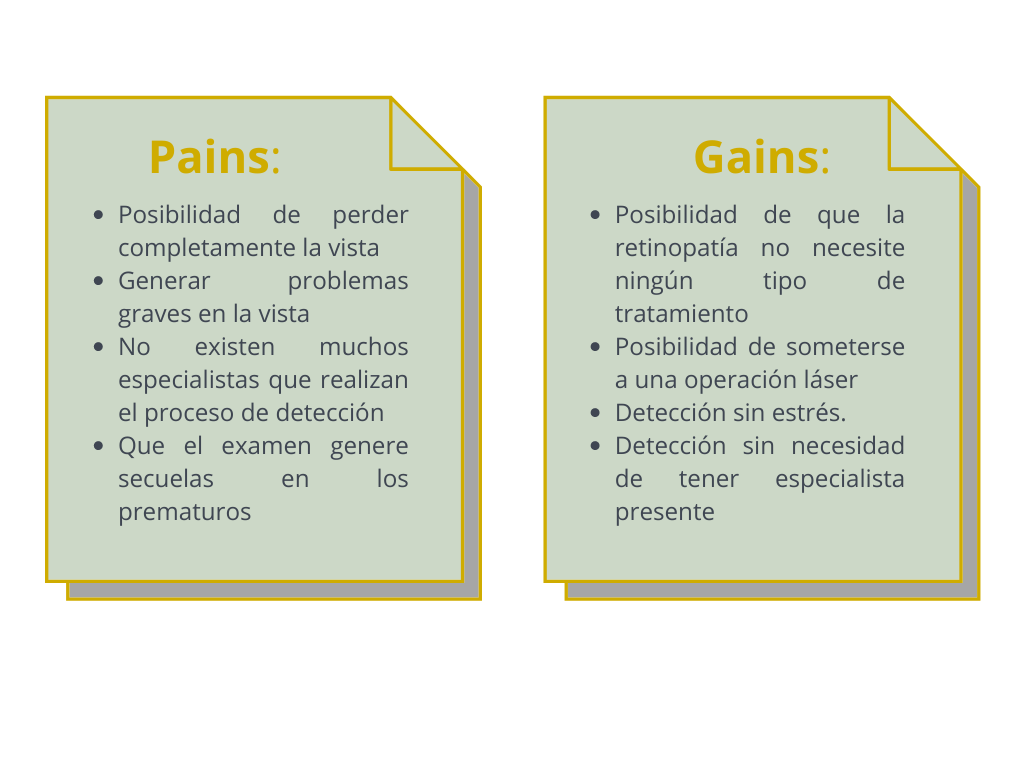 Pains:
• Posibilidad de perder
completamente la vista
• Generar problemas
graves en la vista
• No existen muchos
especialistas que realizan
el proceso de detección
• Que el examen genere
secuelas en los
prematuros
Gains:
• Posibilidad de que la
retinopatía no necesite
ningún tipo de
tratamiento
• Posibilidad de someterse
a una operación láser
• Detección sin estrés.
• Detección sin necesidad
de tener especialista
presente